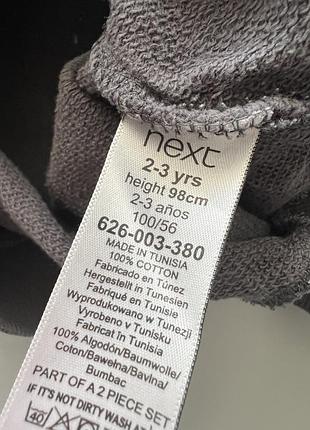 next
2-3 yrs
height 98cm
2-3 años
100/56
626-003-380
MADE IN TUNISIA
100% COTTON
Fabricado en Túnez
Hergestellt in Tunesien
Fabriqué en Tunisie
Wyprodukowano w Tunezji
Vyrobeno v Tunisku
Fabricat în Tunisia
100% Algodón/Baumwolle/
Coton/Bawełna/Bavlna/
Bumbac
PART OF A 2 PIECE SET
IF IT'S NOT DIRTY WASH AT
40